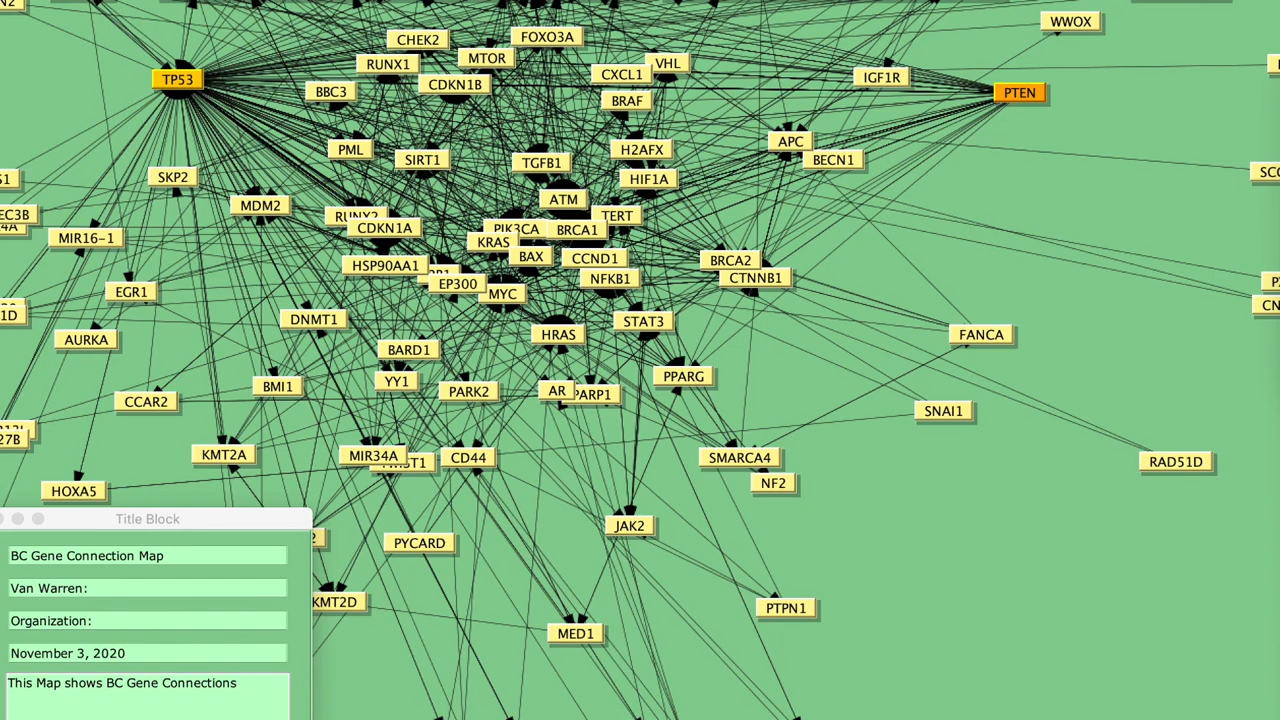 WWOX
FOXO3A
CHEK2
MTOR
RUNX1
VHL
CXCL1
IGF1R
TP53
CDKN1B
BBC3
PTEN
BRAF
APC
PML
H2AFX
SIRT1
TGFB1
BECN1
SKP2
HIF1A
ATM
MDM2
RUNX2
TERT
CDKN1A
PIK3CA
BRCA1
MIR16-1
KRAS
BAX
CCND1
BRCA2
HSP90AA1
EP300
NFKB1
CTNNB1
EGR1
MYC
DNMT1
STAT3
HRAS
FANCA
AURKA
BARD1
YY1
PPARG
BMI1
PARK2
AR
PARP1
CCAR2
SNAI1
KMT2A
MIR34A
CD44
SMARCA4
RAD51D
NF2
HOXA5
JAK2
PYCARD
KMT2D
PTPN1
MED1
Title Block
BC Gene Connection Map
Van Warren:
Organization:
November 3, 2020
This Map shows BC Gene Connections